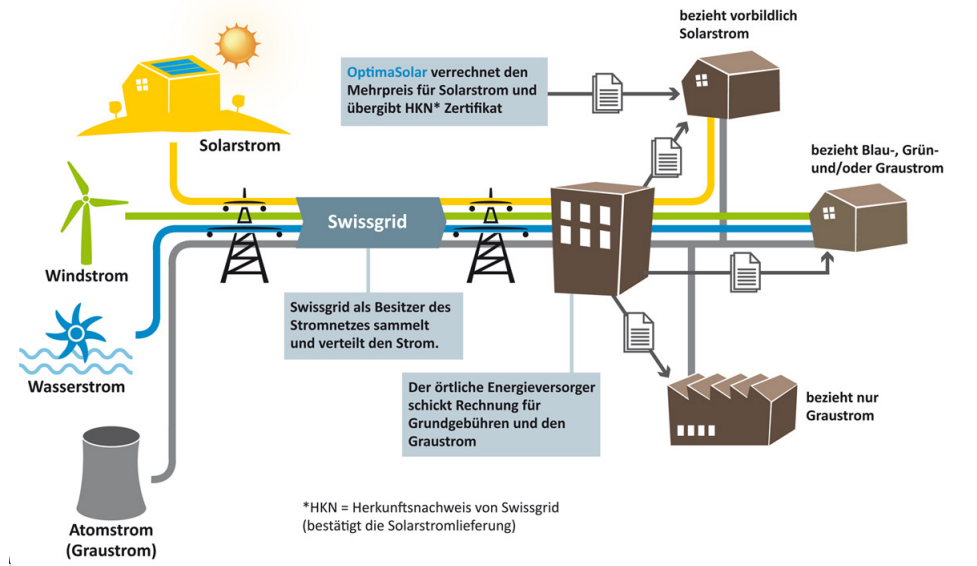 bezieht vorbildlich
Solarstrom
OptimaSolar verrechnet den
Mehrpreis für Solarstrom und
übergibt HKN* Zertifikat
Solarstrom
bezieht Blau-, Grün-
und/oder Graustrom
Swissgrid
Windstrom
Swissgrid als Besitzer des
Stromnetzes sammelt
und verteilt den Strom.
Wasserstrom
Der örtliche Energieversorger
schickt Rechnung für
Grundgebühren und den
Graustrom
bezieht nur
Graustrom
*HKN = Herkunftsnachweis von Swissgrid
(bestätigt die Solarstromlieferung)
Atomstrom
(Graustrom)